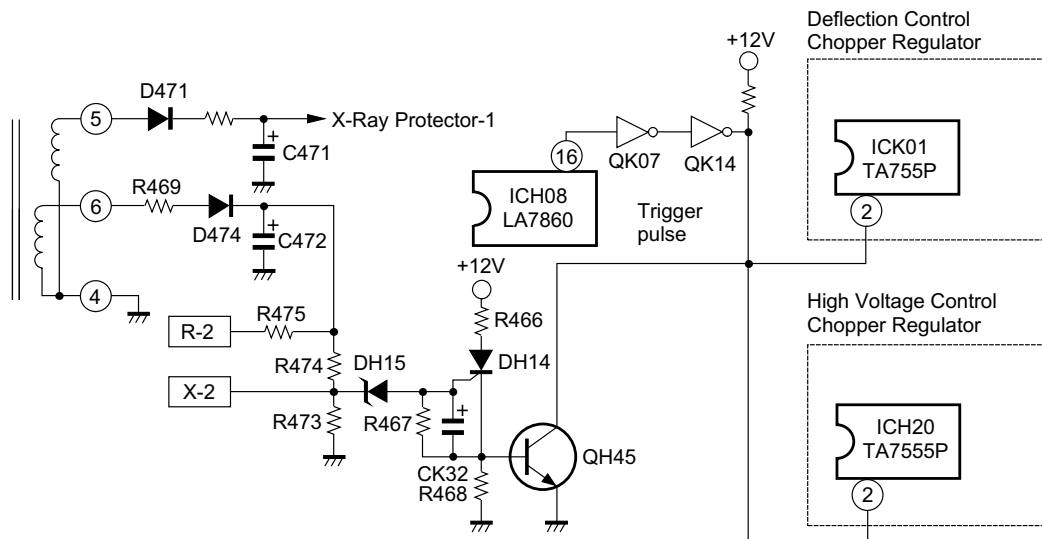 Deflection Control
Chopper Regulator
+12V
D471
5
X-Ray Protector-1
C471
16
QK07
QK14
ICK01
TA755P
2
R469
6
D474
C472
ICH08
LA7860
Trigger
pulse
+12V
4
R466
High Voltage Control
Chopper Regulator
R-2
R475
R474
DH15
DH14
X-2
R473
R467
CK32
R468
QH45
ICH20
TA7555P
2
+
+
+